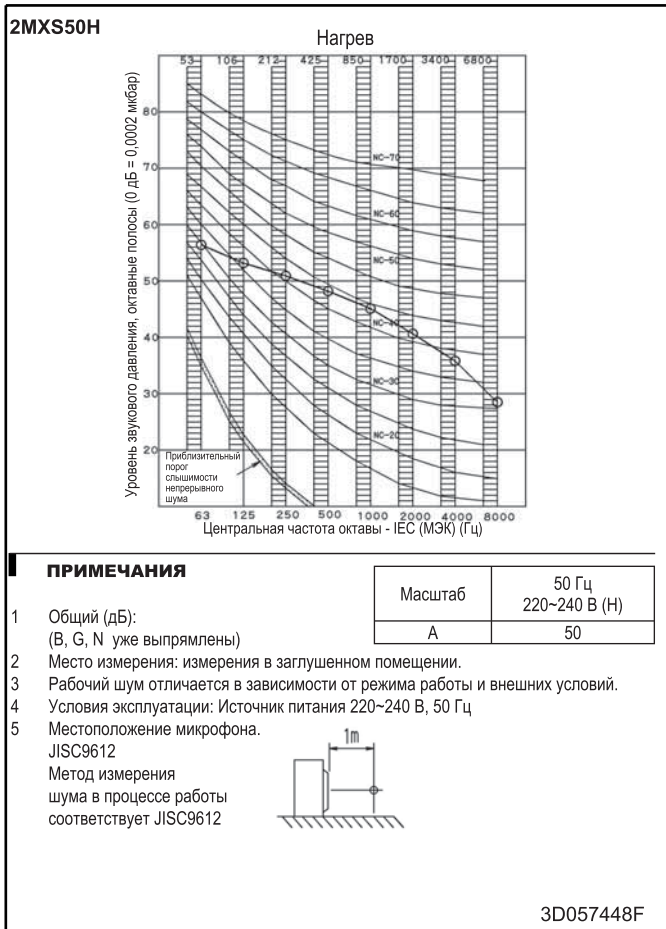 2MXS50H
Нагрев
53 106 212 425 850 1700 3400 6800
Уровень звукового давления, октавные полосы (0 дБ = 0,0002 мкбар)
80
70
60
50
40
30
20
NC-70
NC-60
NC-50
NC-40
NC-30
NC-20
Приблизительный
порог
слышимости
непрерывного
шума
63 125 250 500 1000 2000 4000 8000
Центральная частота октавы - IEC (МЭК) (Гц)
ПРИМЕЧАНИЯ
Масштаб
50 Гц
220~240 В (Н)
A 50
1 Общий (дБ):
(B, G, N уже выпрямлены)
2 Место измерения: измерения в заглушенном помещении.
3 Рабочий шум отличается в зависимости от режима работы и внешних условий.
4 Условия эксплуатации: Источник питания 220~240 В, 50 Гц
5 Местоположение микрофона.
JISC9612
Метод измерения
шума в процессе работы
соответствует JISC9612
1m
3D057448F